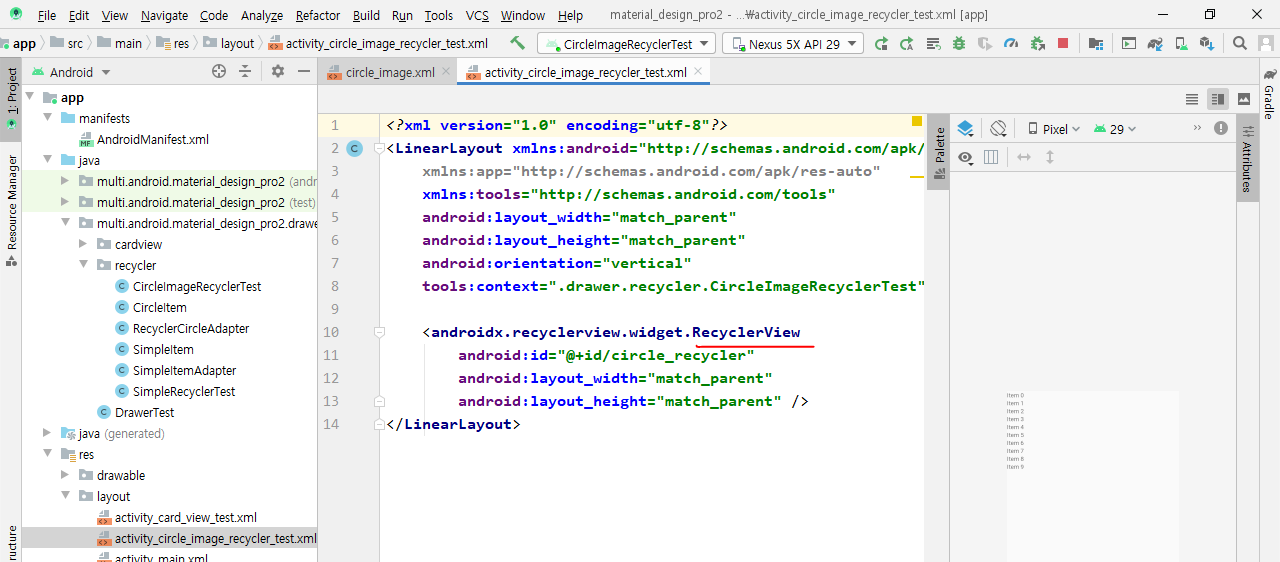 File Edit View Navigate Code Analyze Refactor Build Run Tools VCS Window Help material_design_pro2 - ...₩activity_circle_image_recycler_test.xml [app]
app src main res layout activity_circle_image_recycler_test.xml CircleImageRecyclerTest Nexus 5X API 29
1: Project
Resource Manager
Android
circle_image.xml activity_circle_image_recycler_test.xml
Gradle
app
manifests
AndroidManifest.xml
java
multi.android.material_design_pro2 (andr
multi.android.material_design_pro2 (test)
multi.android.material_design_pro2.drawe
cardview
recycler
CircleImageRecyclerTest
CircleItem
RecyclerCircleAdapter
SimpleItem
SimpleItemAdapter
SimpleRecyclerTest
DrawerTest
java (generated)
res
drawable
layout
activity_card_view_test.xml
activity_circle_image_recycler_test.xml
activity_main.xml
ructure
1 <?xml version="1.0" encoding="utf-8"?>
2 <LinearLayout xmlns:android="http://schemas.android.com/apk/
3 xmlns:app="http://schemas.android.com/apk/res-auto"
4 xmlns:tools="http://schemas.android.com/tools"
5 android:layout_width="match_parent"
6 android:layout_height="match_parent"
7 android:orientation="vertical"
8 tools:context=".drawer.recycler.CircleImageRecyclerTest"
9
10 <androidx.recyclerview.widget.RecyclerView
11 android:id="@+id/circle_recycler"
12 android:layout_width="match_parent"
13 android:layout_height="match_parent" />
14 </LinearLayout>
Palette
Pixel 29
Attributes
Item 0
Item 1
Item 2
Item 3
Item 4
Item 5
Item 6
Item 7
Item 8
Item 9